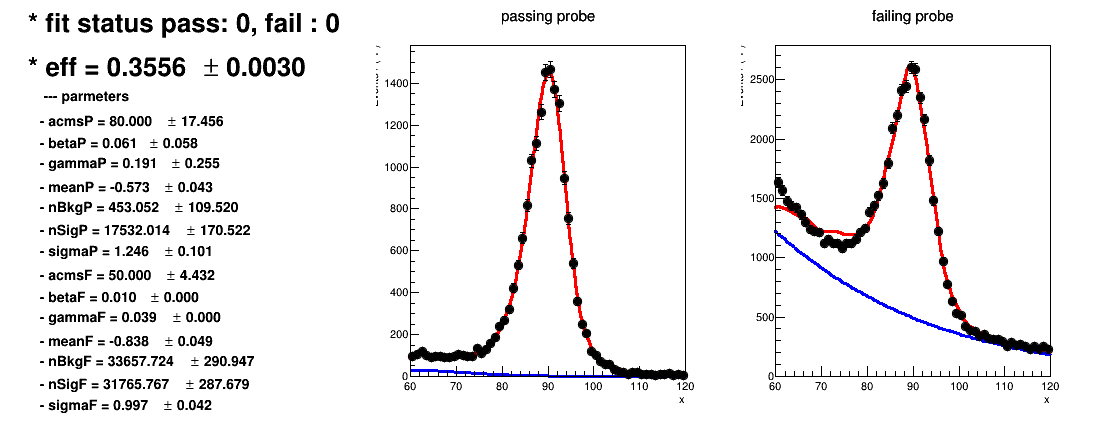 * fit status pass: 0, fail : 0
* eff = 0.3556 ± 0.0030
--- parmeters
- acmsP = 80.000 ± 17.456
- betaP = 0.061 ± 0.058
- gammaP = 0.191 ± 0.255
- meanP = -0.573 ± 0.043
- nBkgP = 453.052 ± 109.520
- nSigP = 17532.014 ± 170.522
- sigmaP = 1.246 ± 0.101
- acmsF = 50.000 ± 4.432
- betaF = 0.010 ± 0.000
- gammaF = 0.039 ± 0.000
- meanF = -0.838 ± 0.049
- nBkgF = 33657.724 ± 290.947
- nSigF = 31765.767 ± 287.679
- sigmaF = 0.997 ± 0.042
passing probe
1400
1200
1000
800
600
400
200
0
60 70 80 90 100 110 120
x
failing probe
2500
2000
1500
1000
500
0
60 70 80 90 100 110 120
x